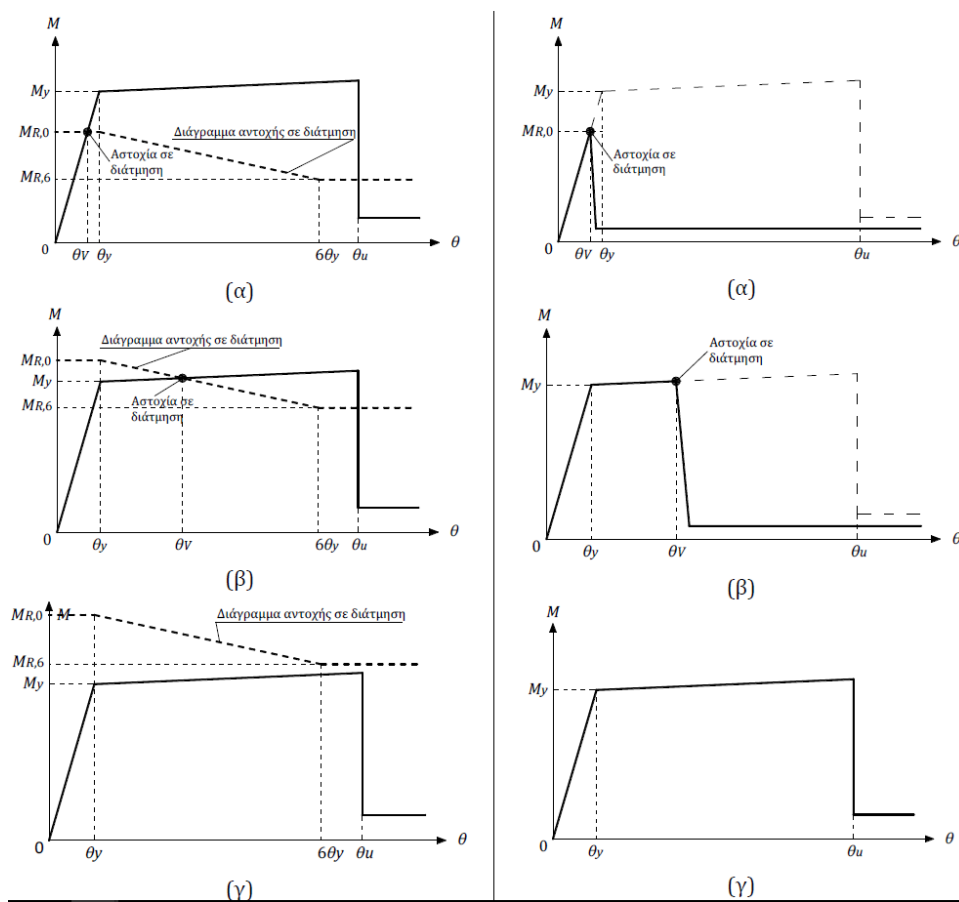 M
My
MR,0
Διάγραμμα αντοχής σε διάτμηση
Αστοχία σε
διάτμηση
MR,6
0
θV
θy
6θy
θu
θ
(α)
M
My
MR,0
Αστοχία σε
διάτμηση
0
θV
θy
θu
θ
(α)
M
Διάγραμμα αντοχής σε διάτμηση
MR,0
My
Αστοχία σε
διάτμηση
MR,6
0
θy
θV
6θy
θu
θ
(β)
M
Αστοχία σε
διάτμηση
My
0
θy
θV
θu
θ
(β)
MR,0
M
Διάγραμμα αντοχής σε διάτμηση
MR,6
My
0
θy
6θy
θu
θ
(γ)
M
My
0
θy
θu
θ
(γ)